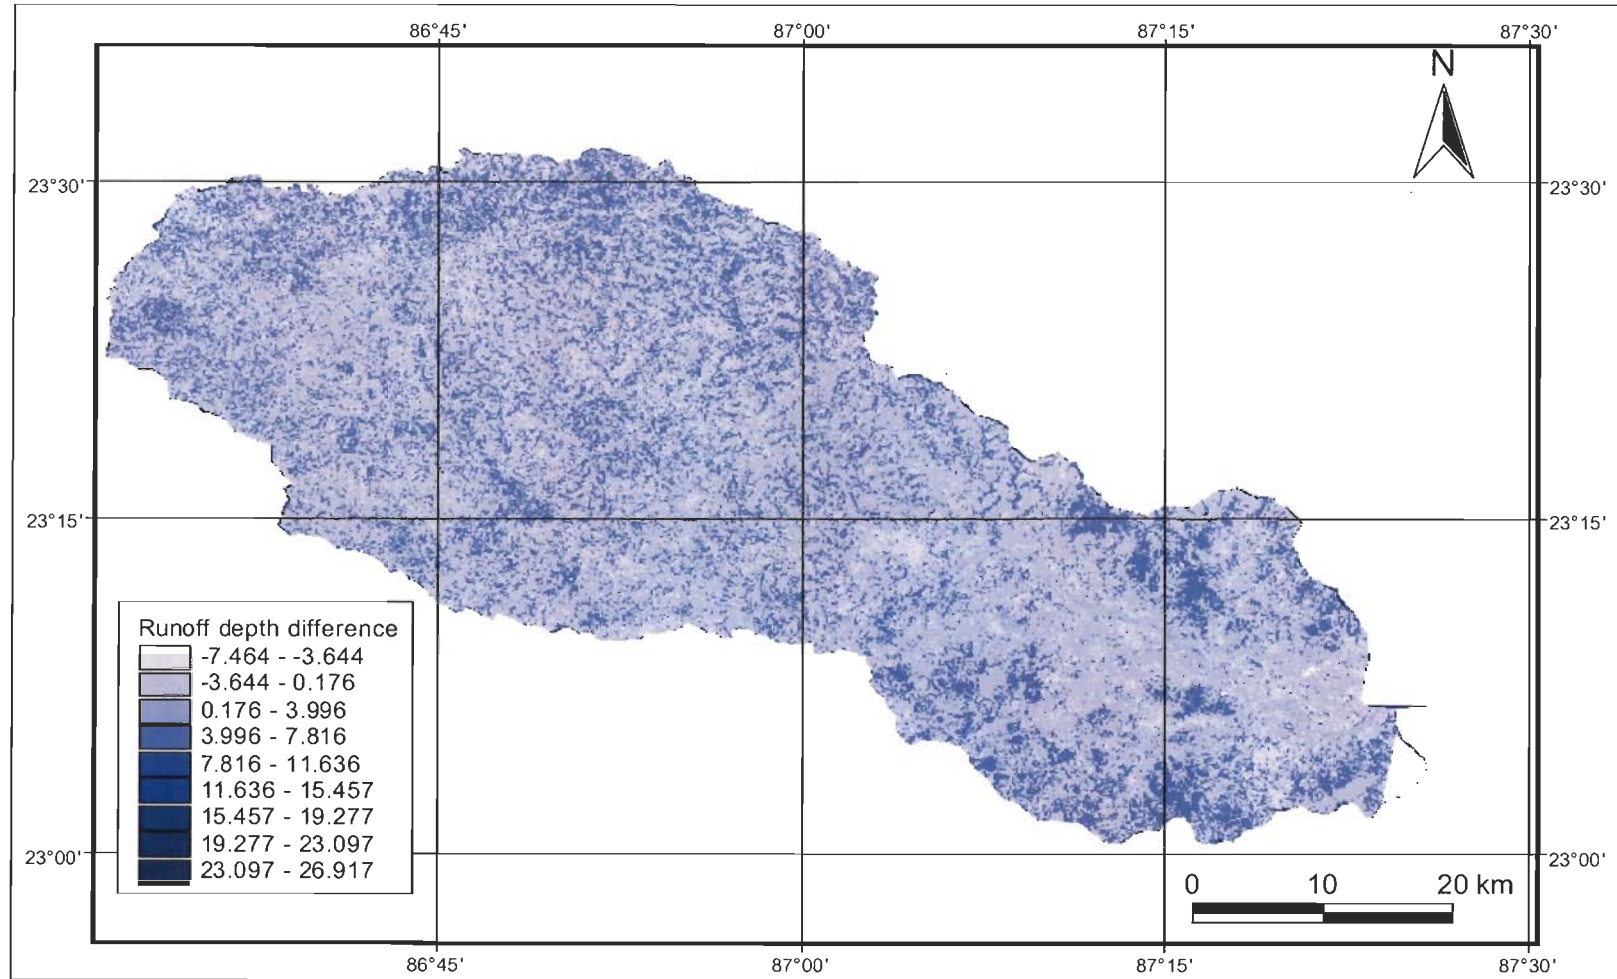 86°45' 87°00' 87°15' 87°30'
N
23°30' 23°30'
23°15' 23°15'
Runoff depth difference
-7.464 - -3.644
-3.644 - 0.176
0.176 - 3.996
3.996 - 7.816
7.816 - 11.636
11.636 - 15.457
15.457 - 19.277
19.277 - 23.097
23.097 - 26.917
23°00' 23°00'
0 10 20 km
86°45' 87°00' 87°15' 87°30'